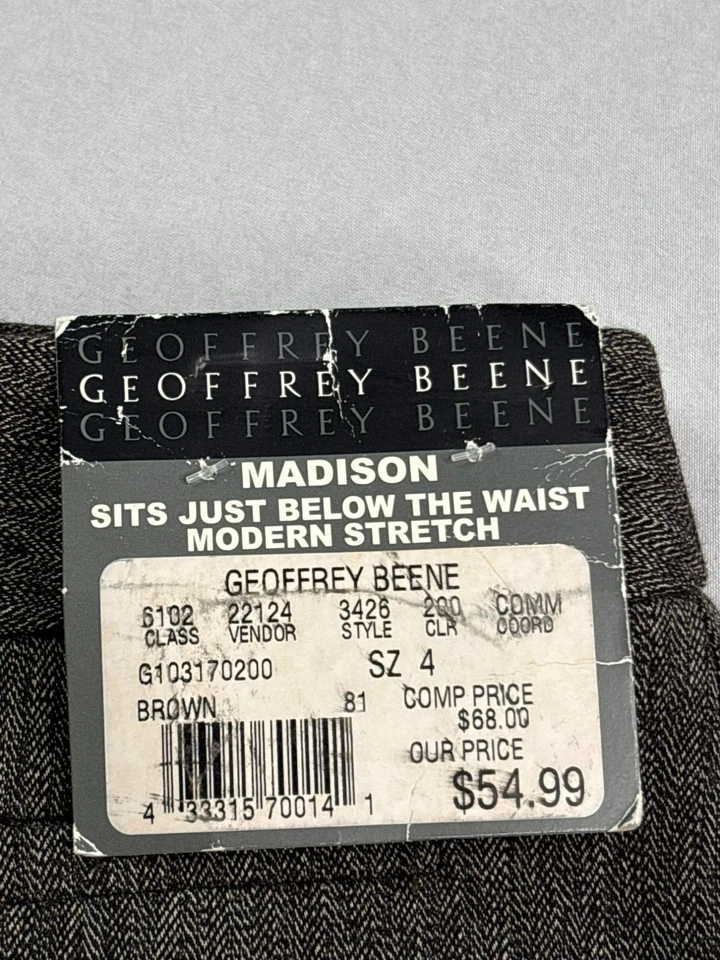 GEOFFREY BEENE
GEOFFREY BEENE
GEOFFREY BEENE
MADISON
SITS JUST BELOW THE WAIST
MODERN STRETCH
GEOFFREY BEENE
6102 22124 3426 200 COMM
CLASS VENDOR STYLE CLR COORD
G103170200 SZ 4
BROWN 81 COMP PRICE
$68.00
OUR PRICE
$54.99
4 33315 70014 1